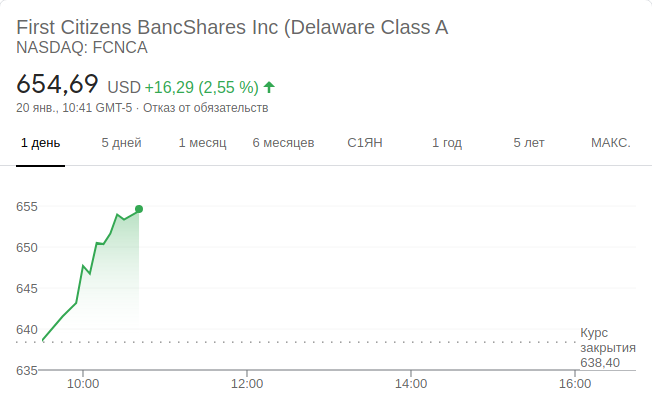 First Citizens BancShares Inc (Delaware Class A
NASDAQ: FCNCA
654,69 USD +16,29 (2,55 %)
20 янв., 10:41 GMT-5 · Отказ от обязательств
1 день 5 дней 1 месяц 6 месяцев С1ЯН 1 год 5 лет МАКС.
655
650
645
640
Курс
закрытия
638,40
635
10:00 12:00 14:00 16:00